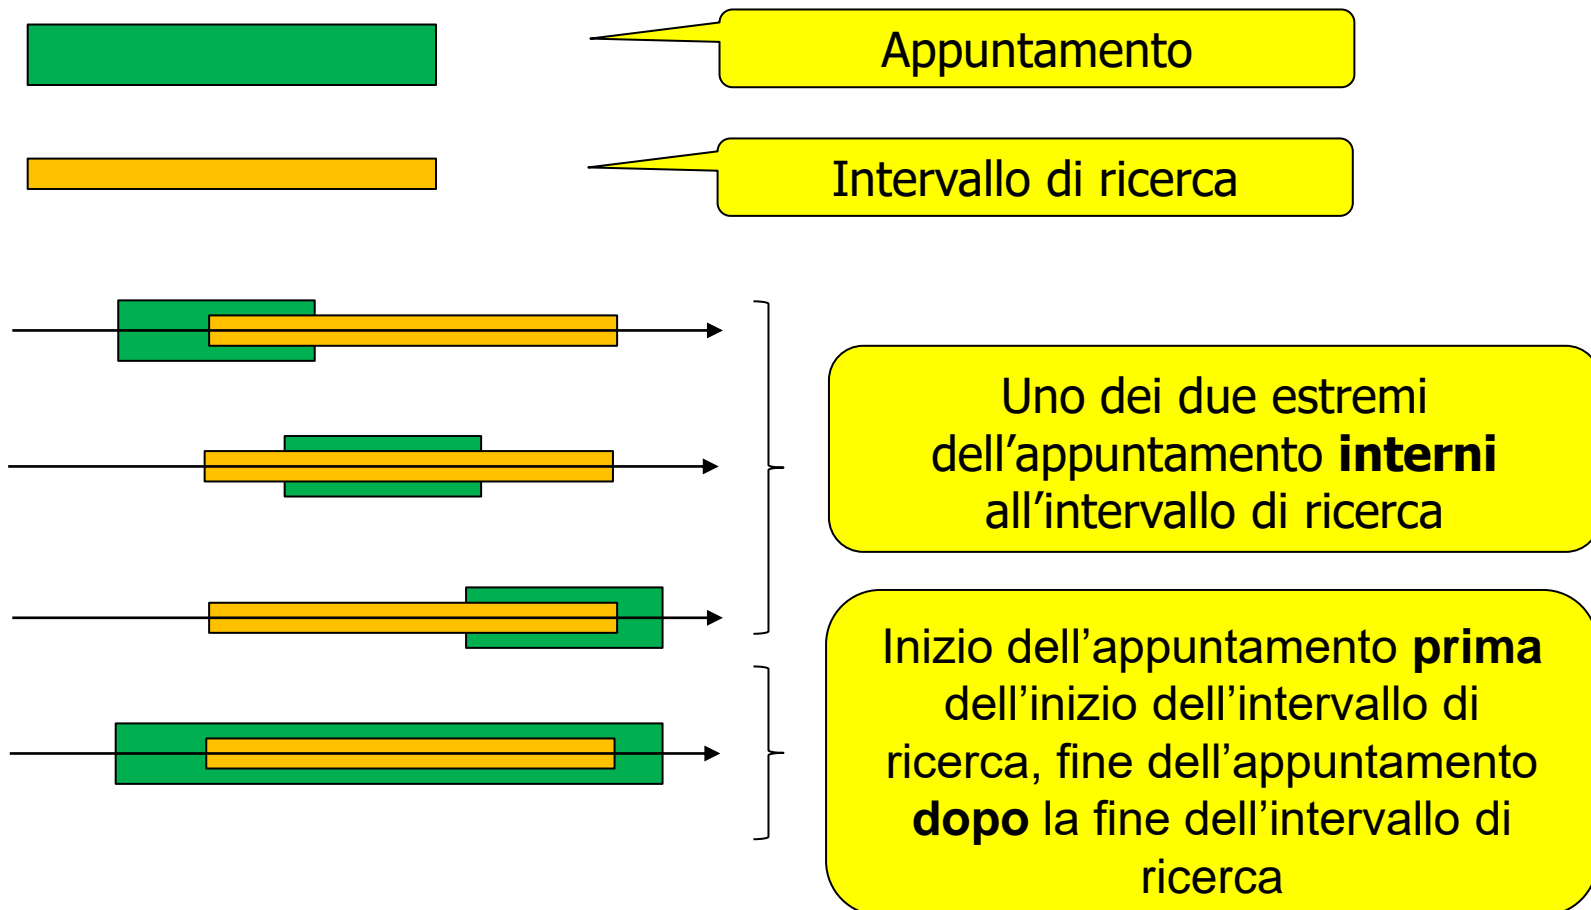 Appuntamento
Intervallo di ricerca
Uno dei due estremi
dell’appuntamento interni
all’intervallo di ricerca
Inizio dell’appuntamento prima
dell’inizio dell’intervallo di
ricerca, fine dell’appuntamento
dopo la fine dell’intervallo di
ricerca